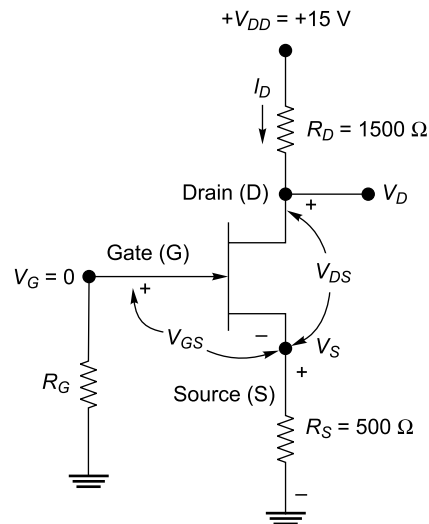 +V_DD = +15 V
I_D
R_D = 1500 Ω
Drain (D)
+
V_D
Gate (G)
V_G = 0
+
V_DS
V_GS
–
V_S
+
R_G
Source (S)
R_S = 500 Ω
–